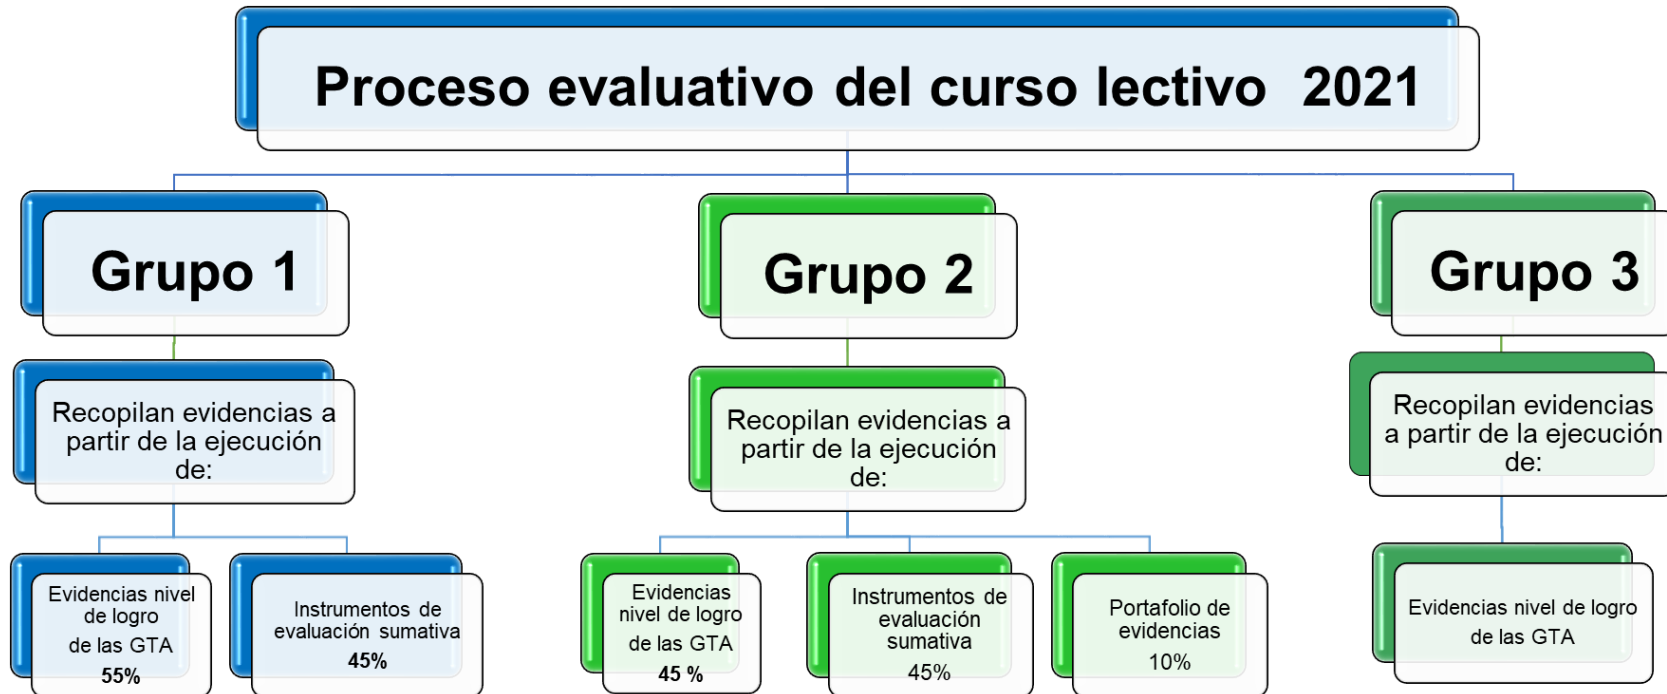 Proceso evaluativo del curso lectivo 2021
Grupo 1
Grupo 2
Grupo 3
Recopilan evidencias a
partir de la ejecución
de:
Recopilan evidencias a
partir de la ejecución
de:
Recopilan evidencias
a partir de la ejecución
de:
Evidencias nivel
de logro
de las GTA
55%
Instrumentos de
evaluación sumativa
45%
Evidencias
nivel de logro
de las GTA
45 %
Instrumentos de
evaluación
sumativa
45%
Portafolio de
evidencias
10%
Evidencias nivel de logro
de las GTA